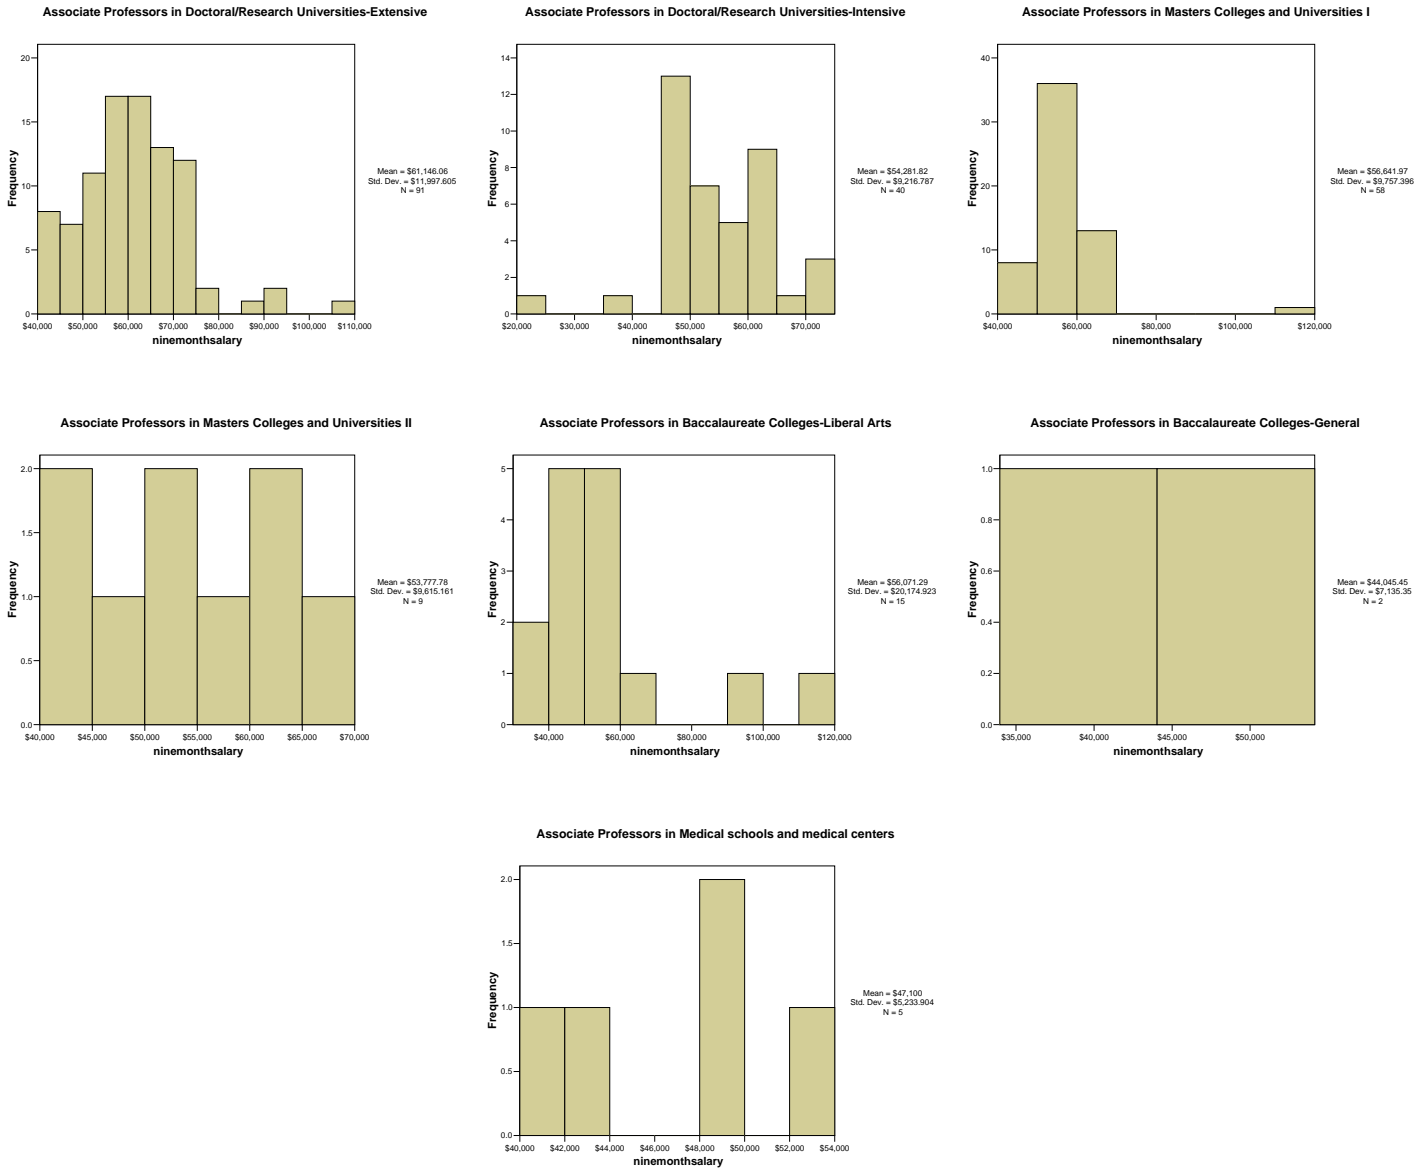 Associate Professors in Doctoral/Research Universities-Extensive
20
15
10
5
0
Frequency
$40,000 $50,000 $60,000 $70,000 $80,000 $90,000 $100,000 $110,000
ninemonthsalary
Mean = $61,146.06
Std. Dev. = $11,997.605
N = 91
Associate Professors in Doctoral/Research Universities-Intensive
14
12
10
8
6
4
2
0
Frequency
$20,000 $30,000 $40,000 $50,000 $60,000 $70,000
ninemonthsalary
Mean = $54,281.82
Std. Dev. = $9,216.787
N = 40
Associate Professors in Masters Colleges and Universities I
40
30
20
10
0
Frequency
$40,000 $60,000 $80,000 $100,000 $120,000
ninemonthsalary
Mean = $56,641.97
Std. Dev. = $9,757.396
N = 58
Associate Professors in Masters Colleges and Universities II
2.0
1.5
1.0
0.5
0.0
Frequency
$40,000 $45,000 $50,000 $55,000 $60,000 $65,000 $70,000
ninemonthsalary
Mean = $53,777.78
Std. Dev. = $9,615.161
N = 9
Associate Professors in Baccalaureate Colleges-Liberal Arts
5
4
3
2
1
0
Frequency
$40,000 $60,000 $80,000 $100,000 $120,000
ninemonthsalary
Mean = $56,071.29
Std. Dev. = $20,174.923
N = 15
Associate Professors in Baccalaureate Colleges-General
1.0
0.8
0.6
0.4
0.2
0.0
Frequency
$35,000 $40,000 $45,000 $50,000
ninemonthsalary
Mean = $44,045.45
Std. Dev. = $7,135.35
N = 2
Associate Professors in Medical schools and medical centers
2.0
1.5
1.0
0.5
0.0
Frequency
$40,000 $42,000 $44,000 $46,000 $48,000 $50,000 $52,000 $54,000
ninemonthsalary
Mean = $47,100
Std. Dev. = $5,233.904
N = 5